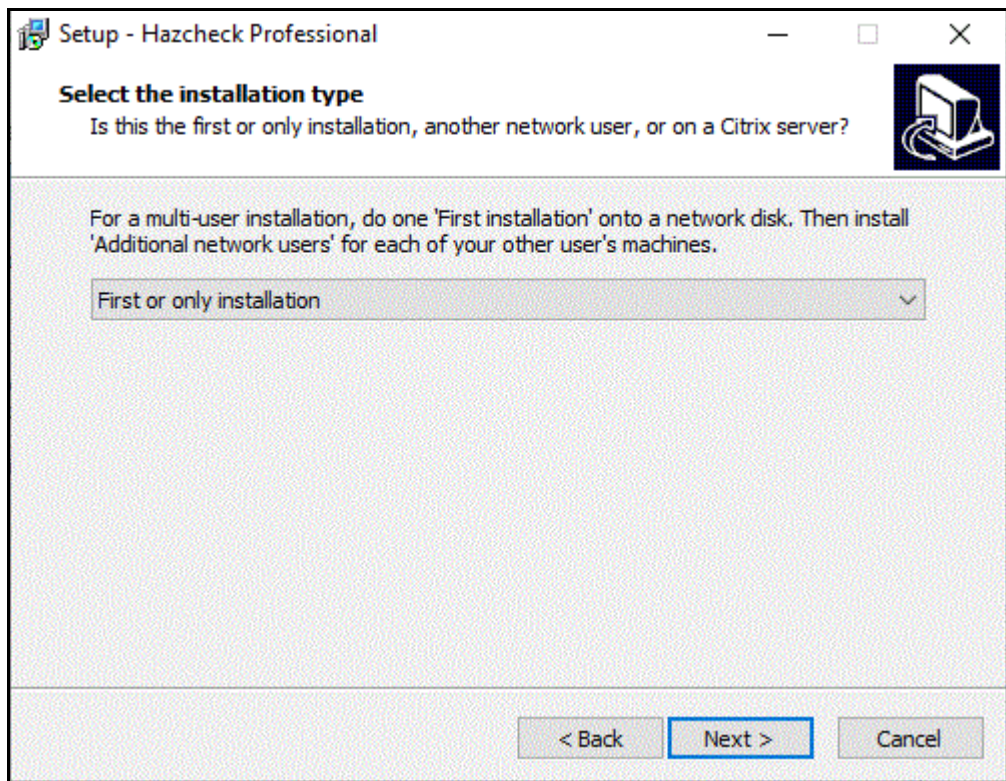 Setup - Hazcheck Professional
Select the installation type
Is this the first or only installation, another network user, or on a Citrix server?
For a multi-user installation, do one 'First installation' onto a network disk. Then install
'Additional network users' for each of your other user's machines.
First or only installation
< Back Next > Cancel